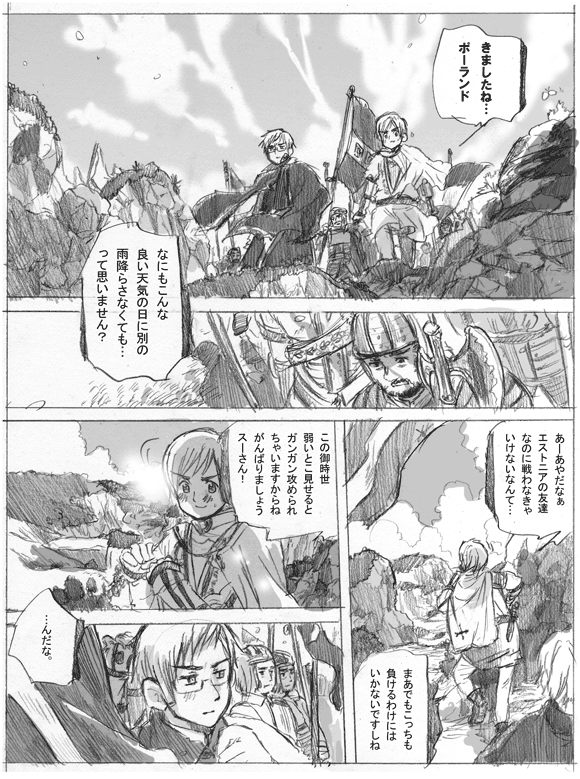 きましたね…
ポーランド
なにもこんな
良い天気の日に別の
雨降らさなくても…
って思いません？
あーあやだなぁ
エストニアの友達
なのに戦わなきゃ
いけないなんて…
まあでもこっちも
負けるわけには
いかないですしね
この御時世
弱いとこ見せると
ガンガン攻められ
ちゃいますからね
がんばりましょう
スーさん！
…んだな。